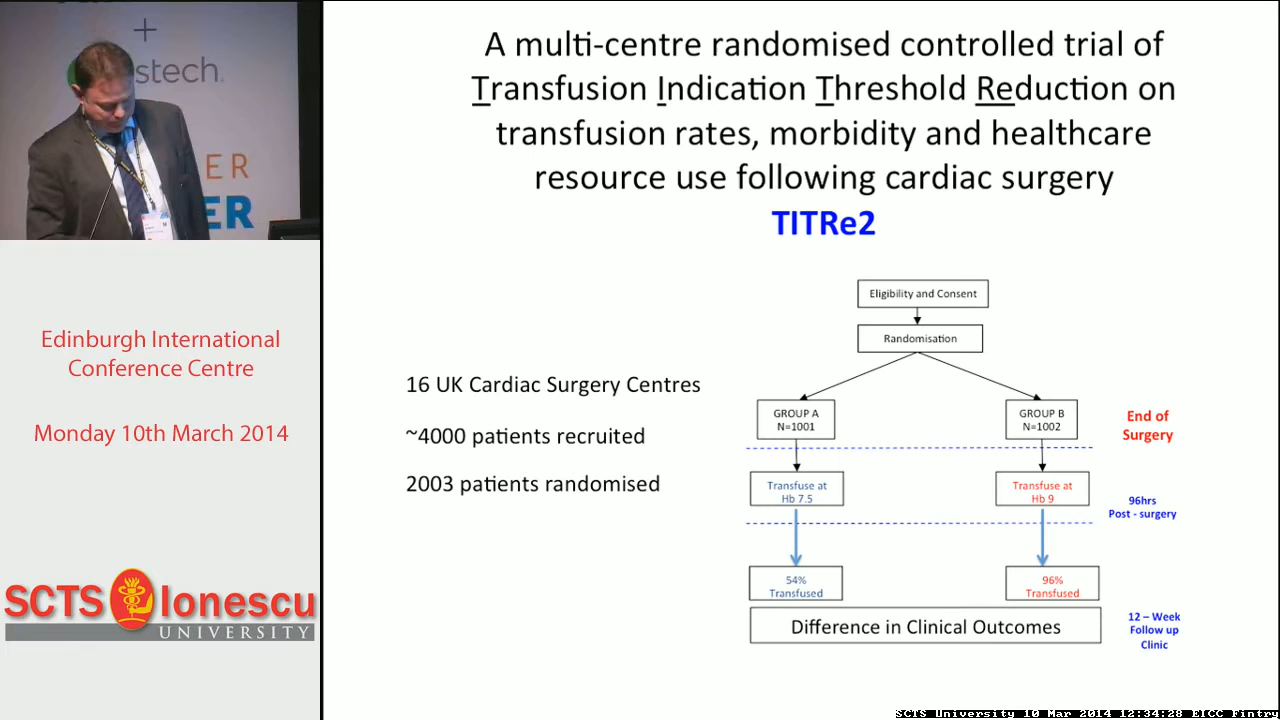 +
stech.
ER
ER
Edinburgh International
Conference Centre
Monday 10th March 2014
SCTS Ionescu
UNIVERSITY
A multi-centre randomised controlled trial of
Transfusion Indication Threshold Reduction on
transfusion rates, morbidity and healthcare
resource use following cardiac surgery
TITRe2
16 UK Cardiac Surgery Centres
~4000 patients recruited
2003 patients randomised
Eligibility and Consent
Randomisation
GROUP A
N=1001
GROUP B
N=1002
End of
Surgery
Transfuse at
Hb 7.5
Transfuse at
Hb 9
96hrs
Post - surgery
54%
Transfused
96%
Transfused
Difference in Clinical Outcomes
12 – Week
Follow up
Clinic
SCTS University 10 Mar 2014 12:34:28 EICC Fintry